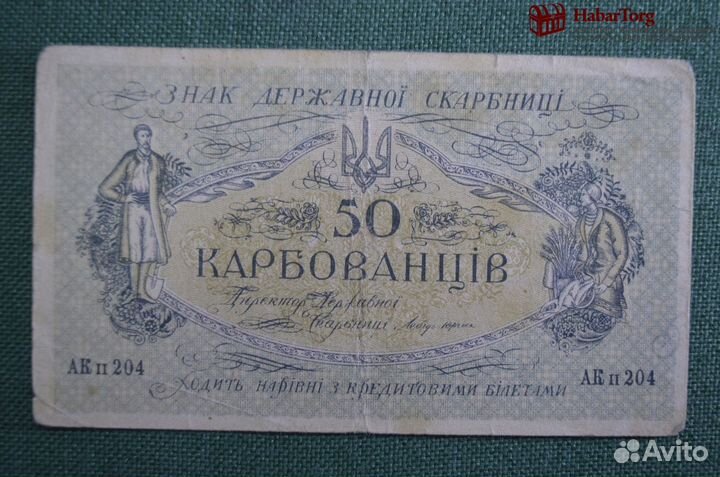 HabarTorg
ЗНАК ДЕРЖАВНОЇ СКАРБНИЦІ
50
КАРБОВАНЦІВ
Директор Державної
Скарбниці
АК п 204
АК п 204
ХОДИТЬ НАРІВНІ З КРЕДИТОВИМИ БІЛЕТАМИ
Avito